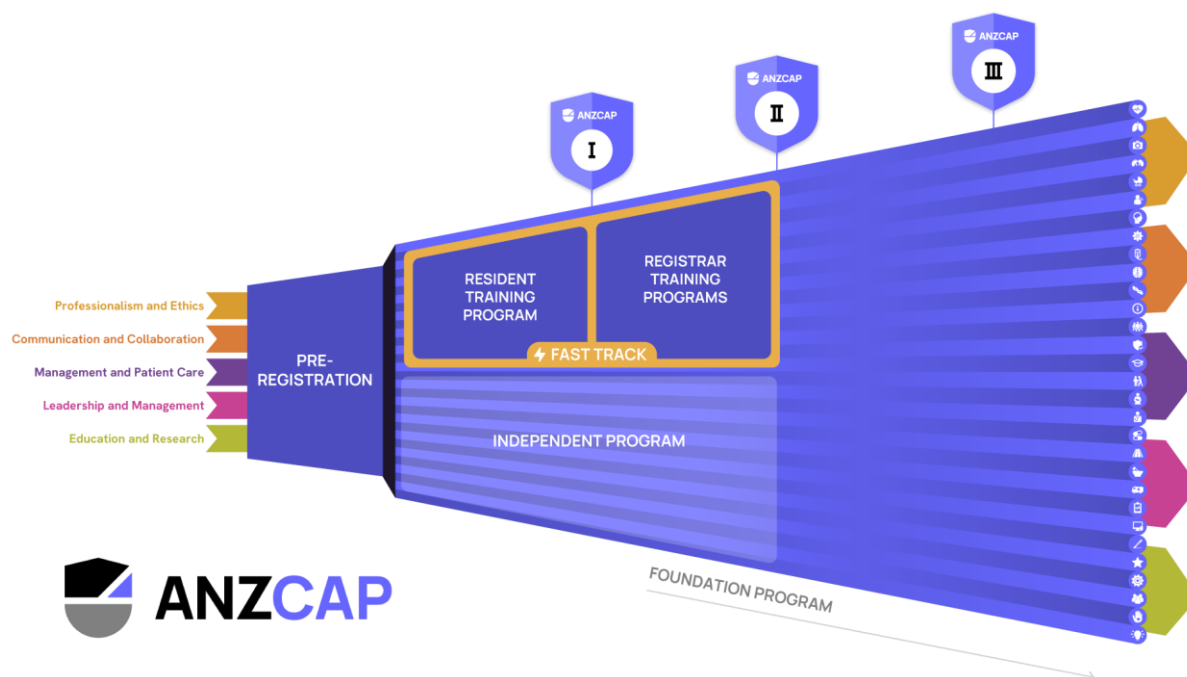 ANZCAP
III
ANZCAP
II
ANZCAP
I
RESIDENT
TRAINING
PROGRAM
REGISTRAR
TRAINING
PROGRAMS
FAST TRACK
Professionalism and Ethics
Communication and Collaboration
Management and Patient Care
Leadership and Management
Education and Research
PRE-
REGISTRATION
INDEPENDENT PROGRAM
FOUNDATION PROGRAM
ANZCAP